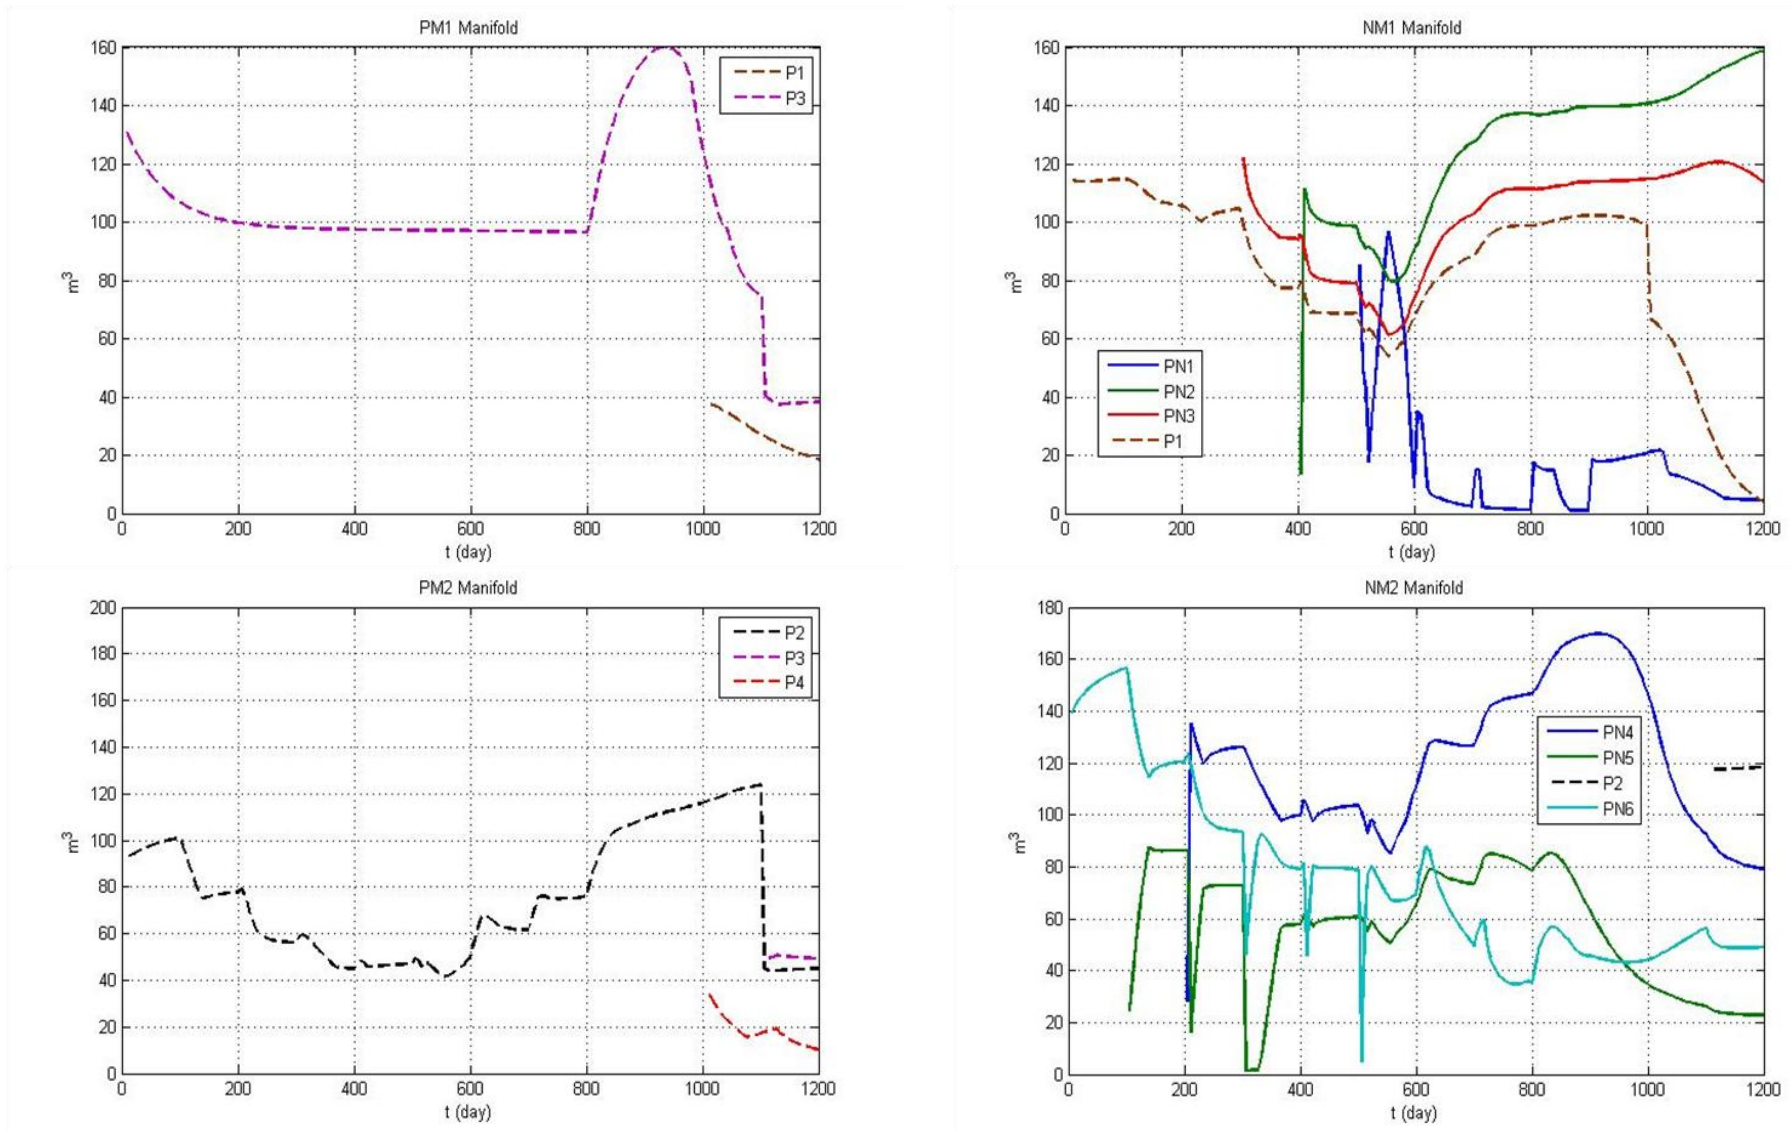 PM1 Manifold
160
140
120
100
80
60
40
20
0
m3
0 200 400 600 800 1000 1200
t (day)
P1
P3
NM1 Manifold
160
140
120
100
80
60
40
20
0
m3
0 200 400 600 800 1000 1200
t (day)
PN1
PN2
PN3
P1
PM2 Manifold
200
180
160
140
120
100
80
60
40
20
0
m3
0 200 400 600 800 1000 1200
t (day)
P2
P3
P4
NM2 Manifold
180
160
140
120
100
80
60
40
20
0
m3
0 200 400 600 800 1000 1200
t (day)
PN4
PN5
P2
PN6